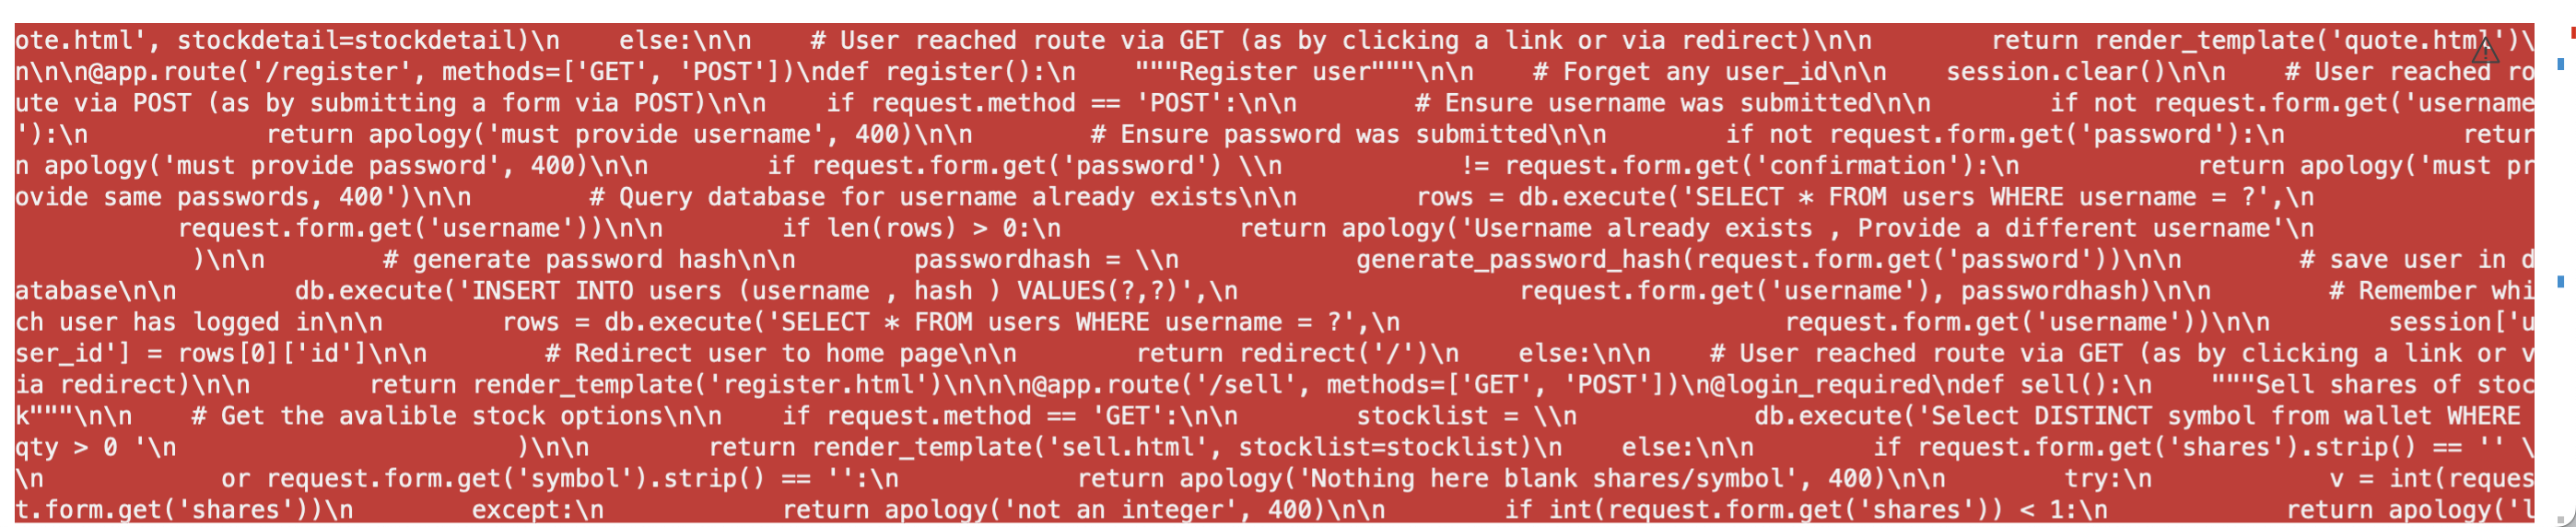 ote.html', stockdetail=stockdetail)\n    else:\n\n    # User reached route via GET (as by clicking a link or via redirect)\n\n        return render_template('quote.html')\
n\n\n@app.route('/register', methods=['GET', 'POST'])\ndef register():\n    """Register user"""\n\n    # Forget any user_id\n\n    session.clear()\n\n    # User reached ro
ute via POST (as by submitting a form via POST)\n\n    if request.method == 'POST':\n\n        # Ensure username was submitted\n\n        if not request.form.get('username
'):\n            return apology('must provide username', 400)\n\n        # Ensure password was submitted\n\n        if not request.form.get('password'):\n            retur
n apology('must provide password', 400)\n\n        if request.form.get('password') \\n            != request.form.get('confirmation'):\n            return apology('must pr
ovide same passwords, 400')\n\n        # Query database for username already exists\n\n        rows = db.execute('SELECT * FROM users WHERE username = ?',\n
           request.form.get('username'))\n\n        if len(rows) > 0:\n            return apology('Username already exists , Provide a different username'\n
            )\n\n        # generate password hash\n\n        passwordhash = \\n            generate_password_hash(request.form.get('password'))\n\n        # save user in d
atabase\n\n        db.execute('INSERT INTO users (username , hash ) VALUES(?,?)',\n                   request.form.get('username'), passwordhash)\n\n        # Remember whi
ch user has logged in\n\n        rows = db.execute('SELECT * FROM users WHERE username = ?',\n                          request.form.get('username'))\n\n        session['u
ser_id'] = rows[0]['id']\n\n        # Redirect user to home page\n\n        return redirect('/')\n    else:\n\n    # User reached route via GET (as by clicking a link or v
ia redirect)\n\n        return render_template('register.html')\n\n\n@app.route('/sell', methods=['GET', 'POST'])\n@login_required\ndef sell():\n    """Sell shares of stoc
k"""\n\n    # Get the avalible stock options\n\n    if request.method == 'GET':\n\n        stocklist = \\n            db.execute('Select DISTINCT symbol from wallet WHERE
qty > 0 '\n                       )\n\n        return render_template('sell.html', stocklist=stocklist)\n    else:\n\n        if request.form.get('shares').strip() == '' \
\n            or request.form.get('symbol').strip() == '':\n            return apology('Nothing here blank shares/symbol', 400)\n\n        try:\n            v = int(reques
t.form.get('shares'))\n        except:\n            return apology('not an integer', 400)\n\n        if int(request.form.get('shares')) < 1:\n            return apology('l